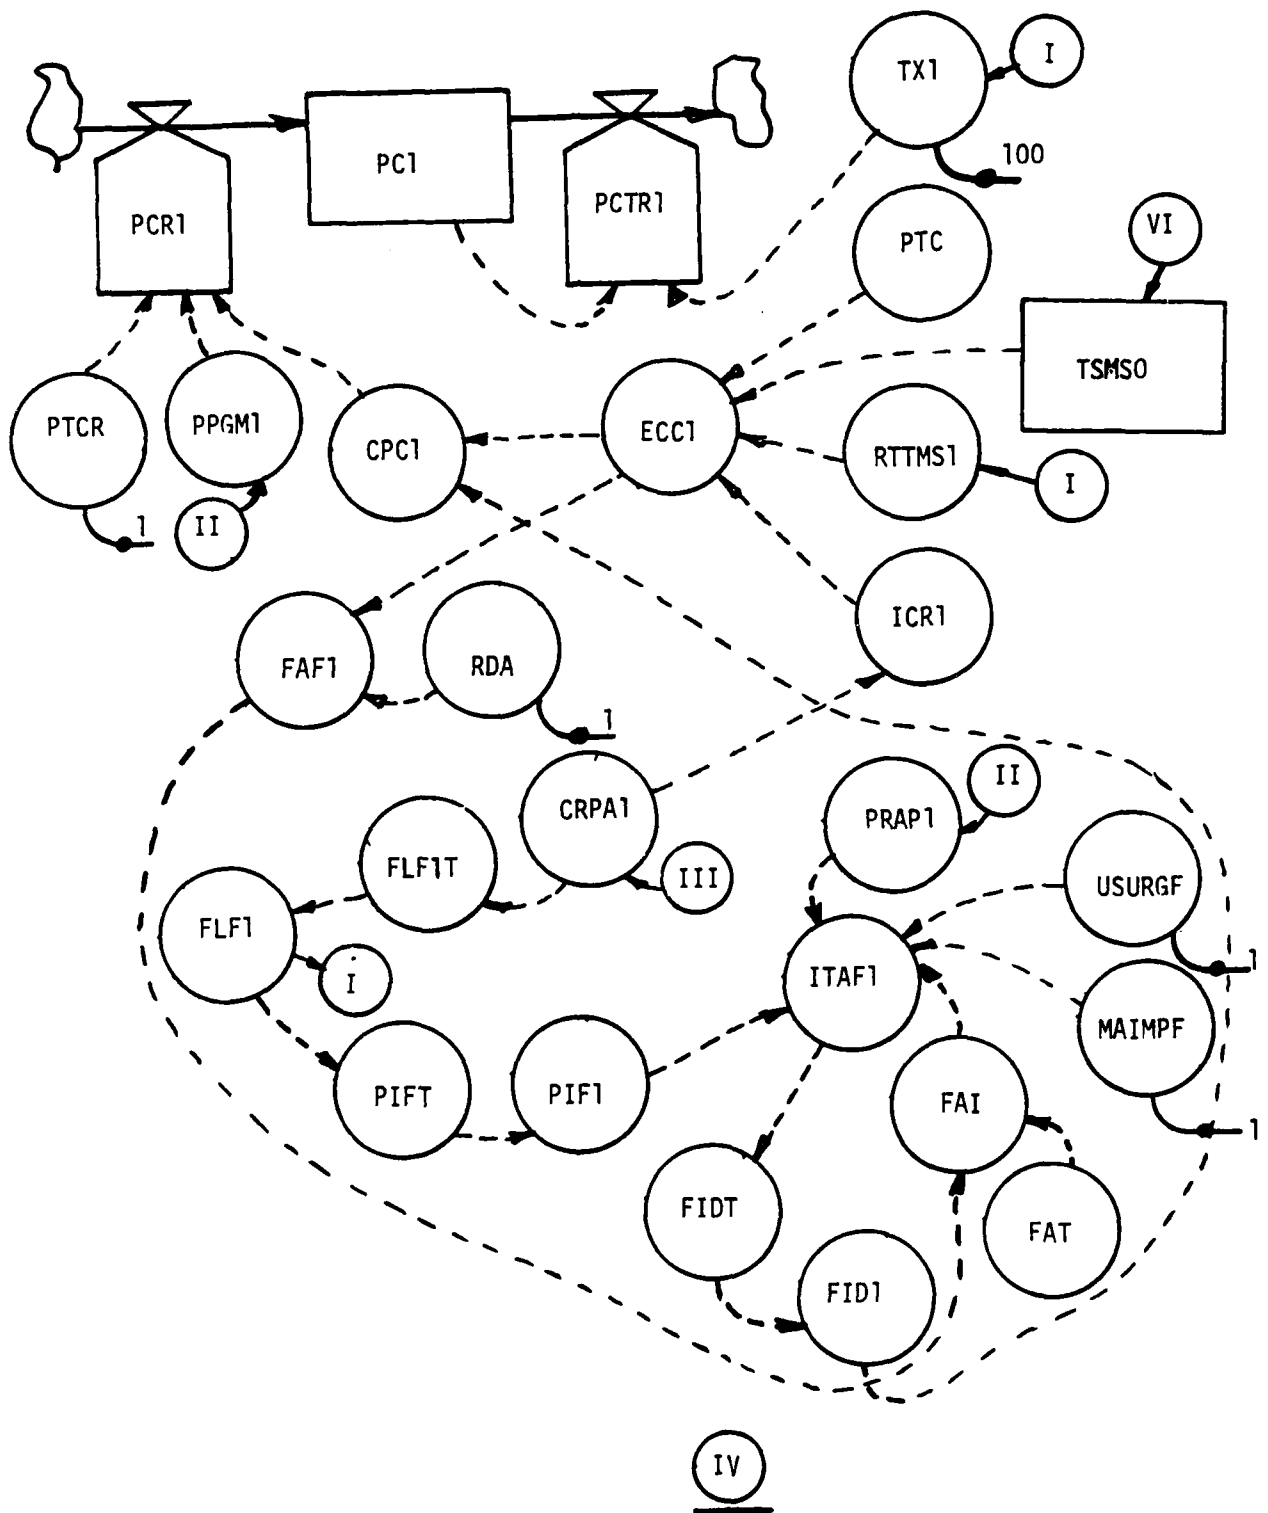 TX1
I
100
PC1
PCR1
PCTR1
PTC
VI
TSMSO
PTCR
PPGM1
CPC1
ECC1
RTTMS1
I
1
II
ICR1
FAF1
RDA
1
CRPA1
PRAP1
II
FLF1T
III
USURGF
FLF1
I
ITAF1
1
MAIMPF
PIFT
PIF1
FAI
1
FIDT
FAT
FID1
IV